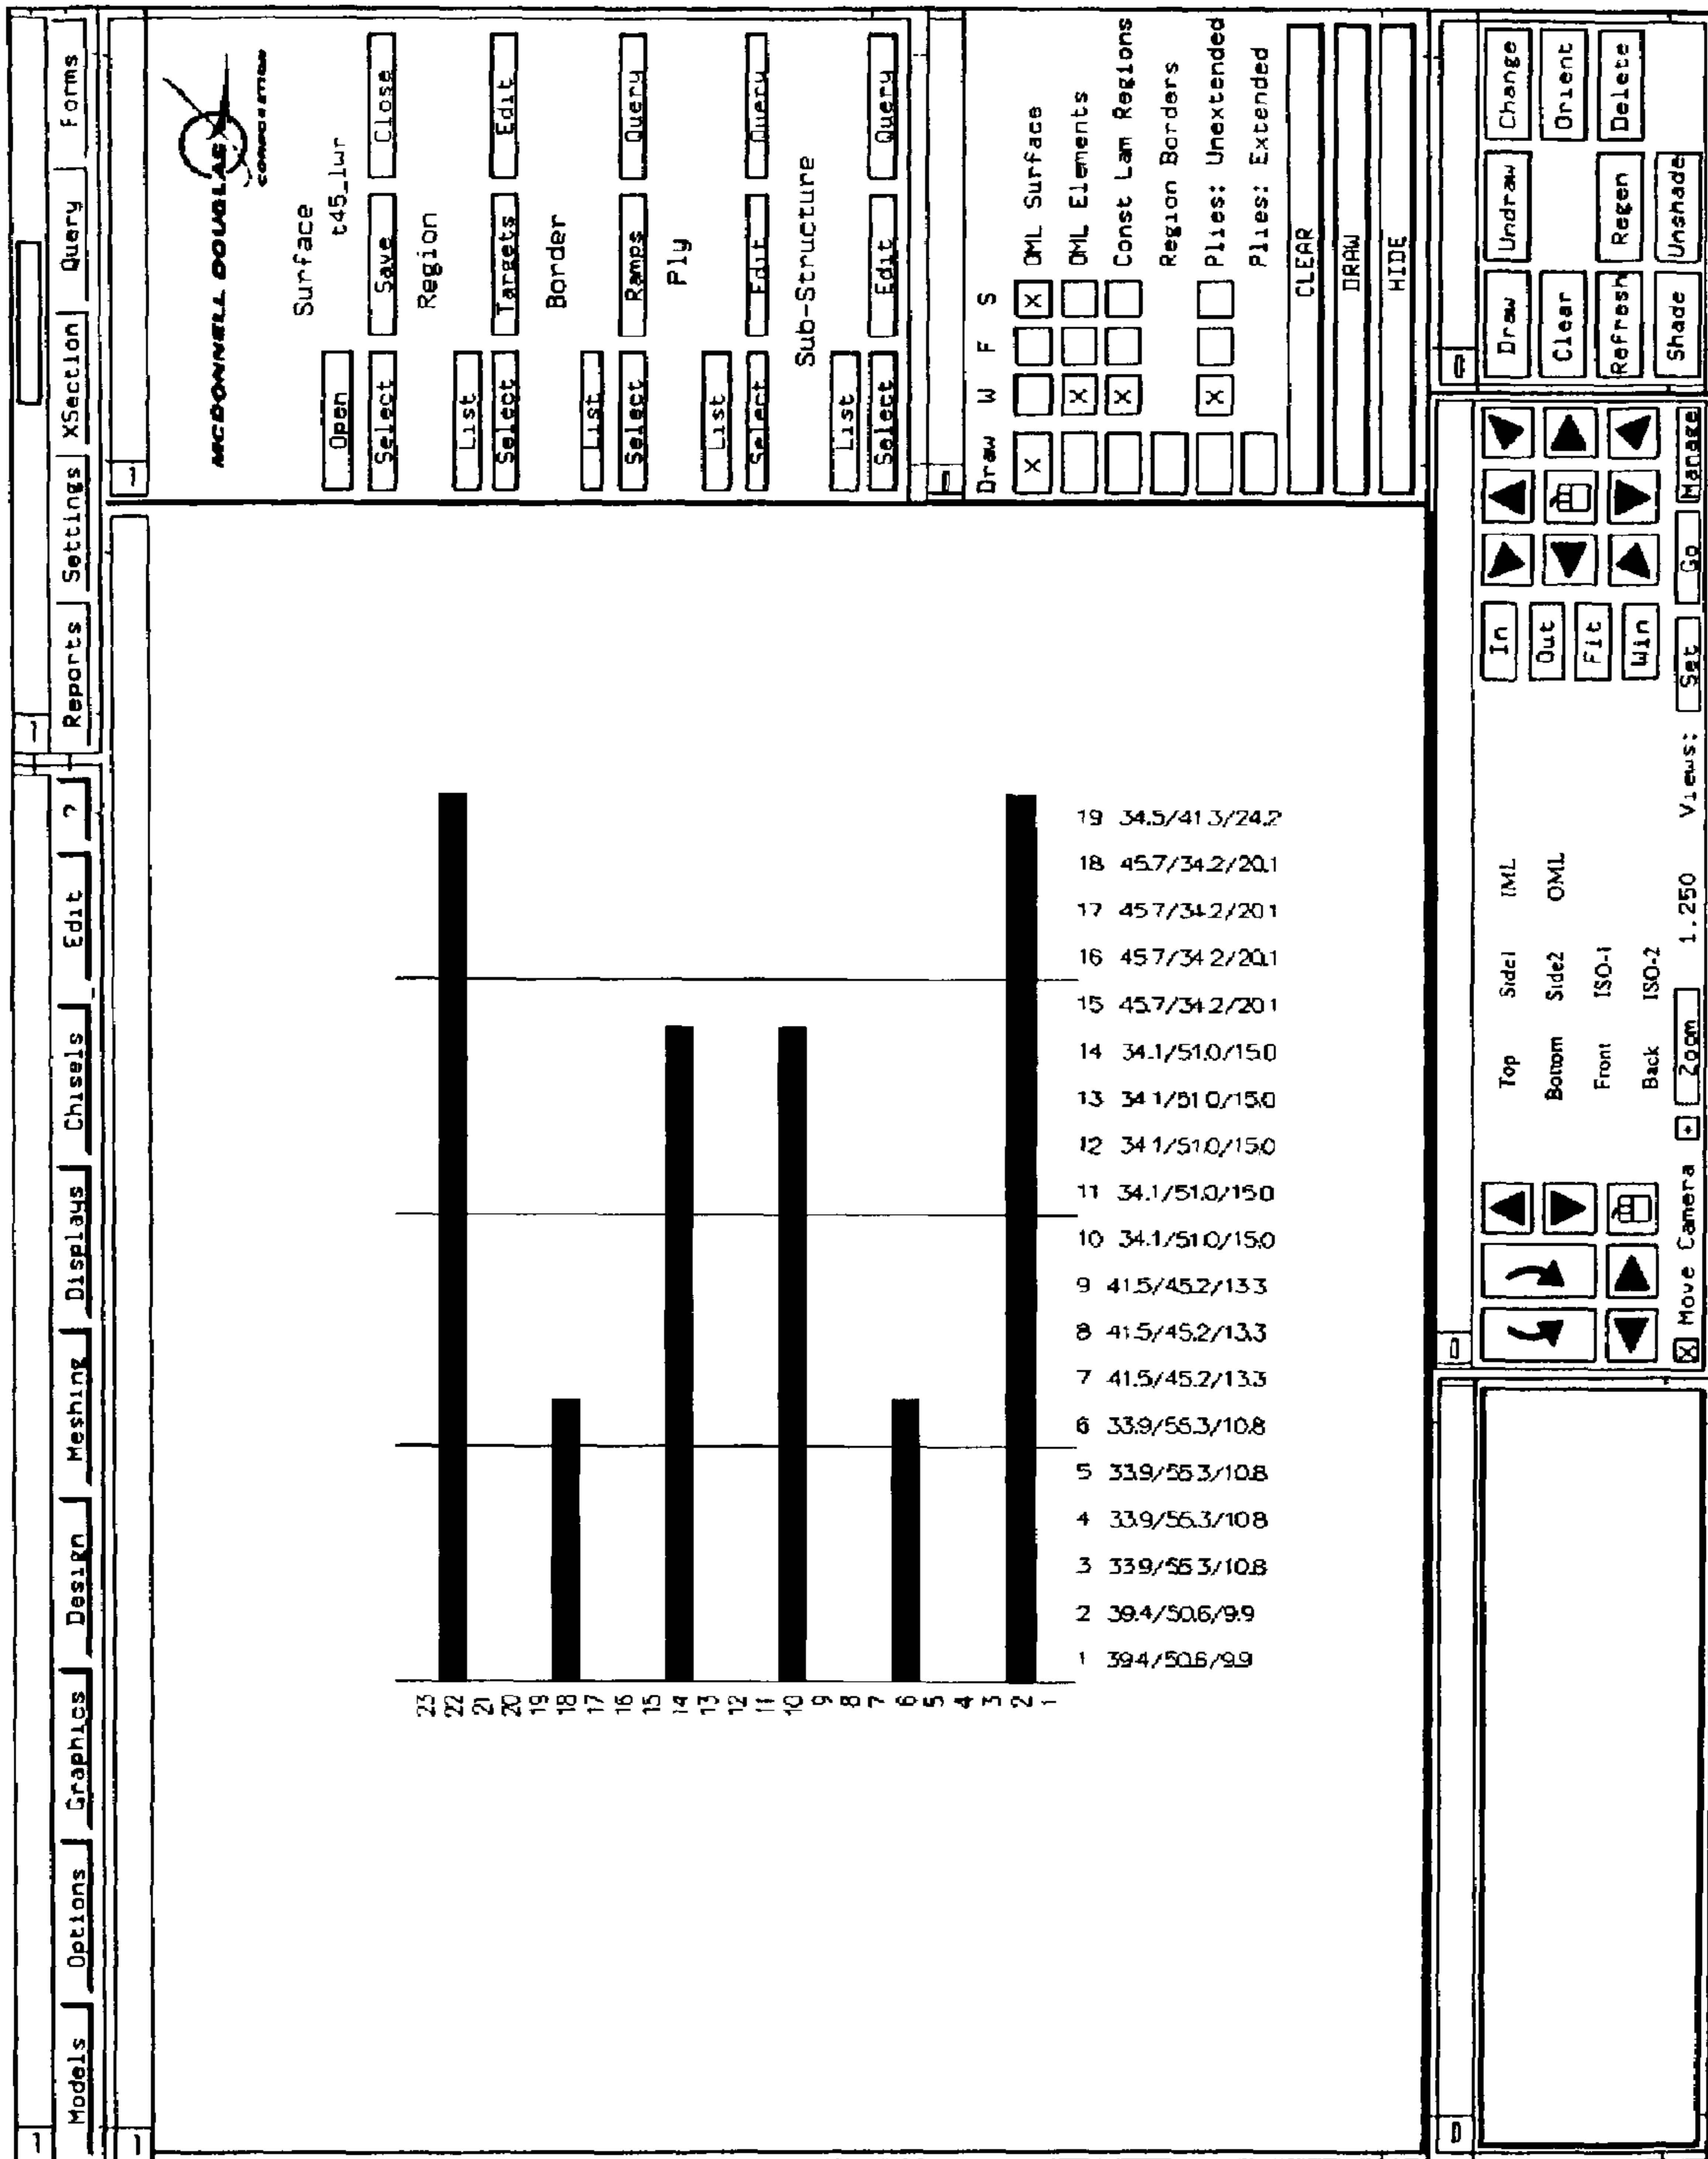 Models Options Graphics Design Meshing Displays Chisels Edit ?
Reports Settings XSection Query Forms
MCDONNELL DOUGLAS
CORPORATION
Surface
Open t45_lwr
Select Save Close
Region
List
Select Targets Edit
Border
List
Select Ramps Query
Ply
List
Select Edit Query
Sub-Structure
List
Select Edit Query
Draw W F S
X X OML Surface
X OML Elements
X Const Lam Regions
Region Borders
X Plies: Unextended
Plies: Extended
CLEAR
DRAW
HIDE
23
22
21
20
19
18
17
16
15
14
13
12
11
10
9
8
7
6
5
4
3
2
1
19 34.5/41.3/24.2
18 45.7/34.2/20.1
17 45.7/34.2/20.1
16 45.7/34.2/20.1
15 45.7/34.2/20.1
14 34.1/51.0/15.0
13 34.1/51.0/15.0
12 34.1/51.0/15.0
11 34.1/51.0/15.0
10 34.1/51.0/15.0
9 41.5/45.2/13.3
8 41.5/45.2/13.3
7 41.5/45.2/13.3
6 33.9/55.3/10.8
5 33.9/55.3/10.8
4 33.9/55.3/10.8
3 33.9/55.3/10.8
2 39.4/50.6/9.9
1 39.4/50.6/9.9
Top Side1 IML In
Bottom Side2 OML Out
Front ISO-1 Fit
Back ISO-2 Win
X Move Camera + Zoom 1.250 Views: Set Go Manage
Draw Undraw Change
Clear Orient
Refresh Regen Delete
Shade Unshade